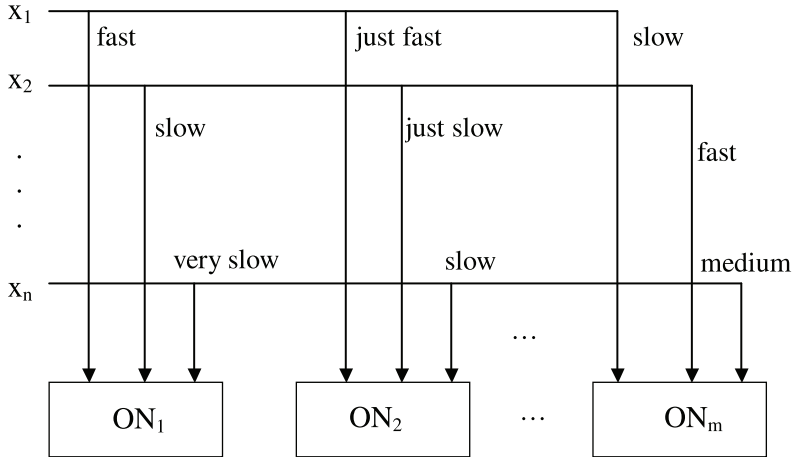 x₁ fast just fast slow
x₂
slow just slow
fast
.
.
.
very slow slow medium
xₙ
...
ON₁ ON₂ ... ONₘ